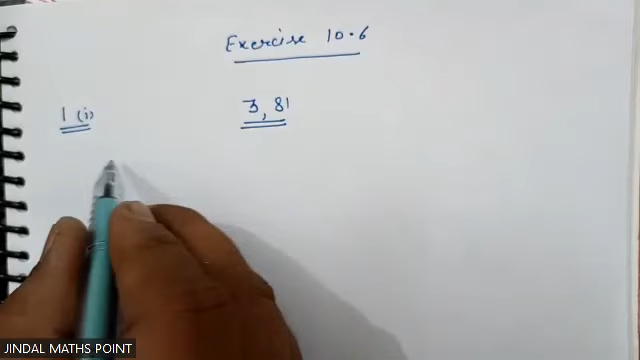 Exercise 10.6
1 (i) 3, 81
JINDAL MATHS POINT